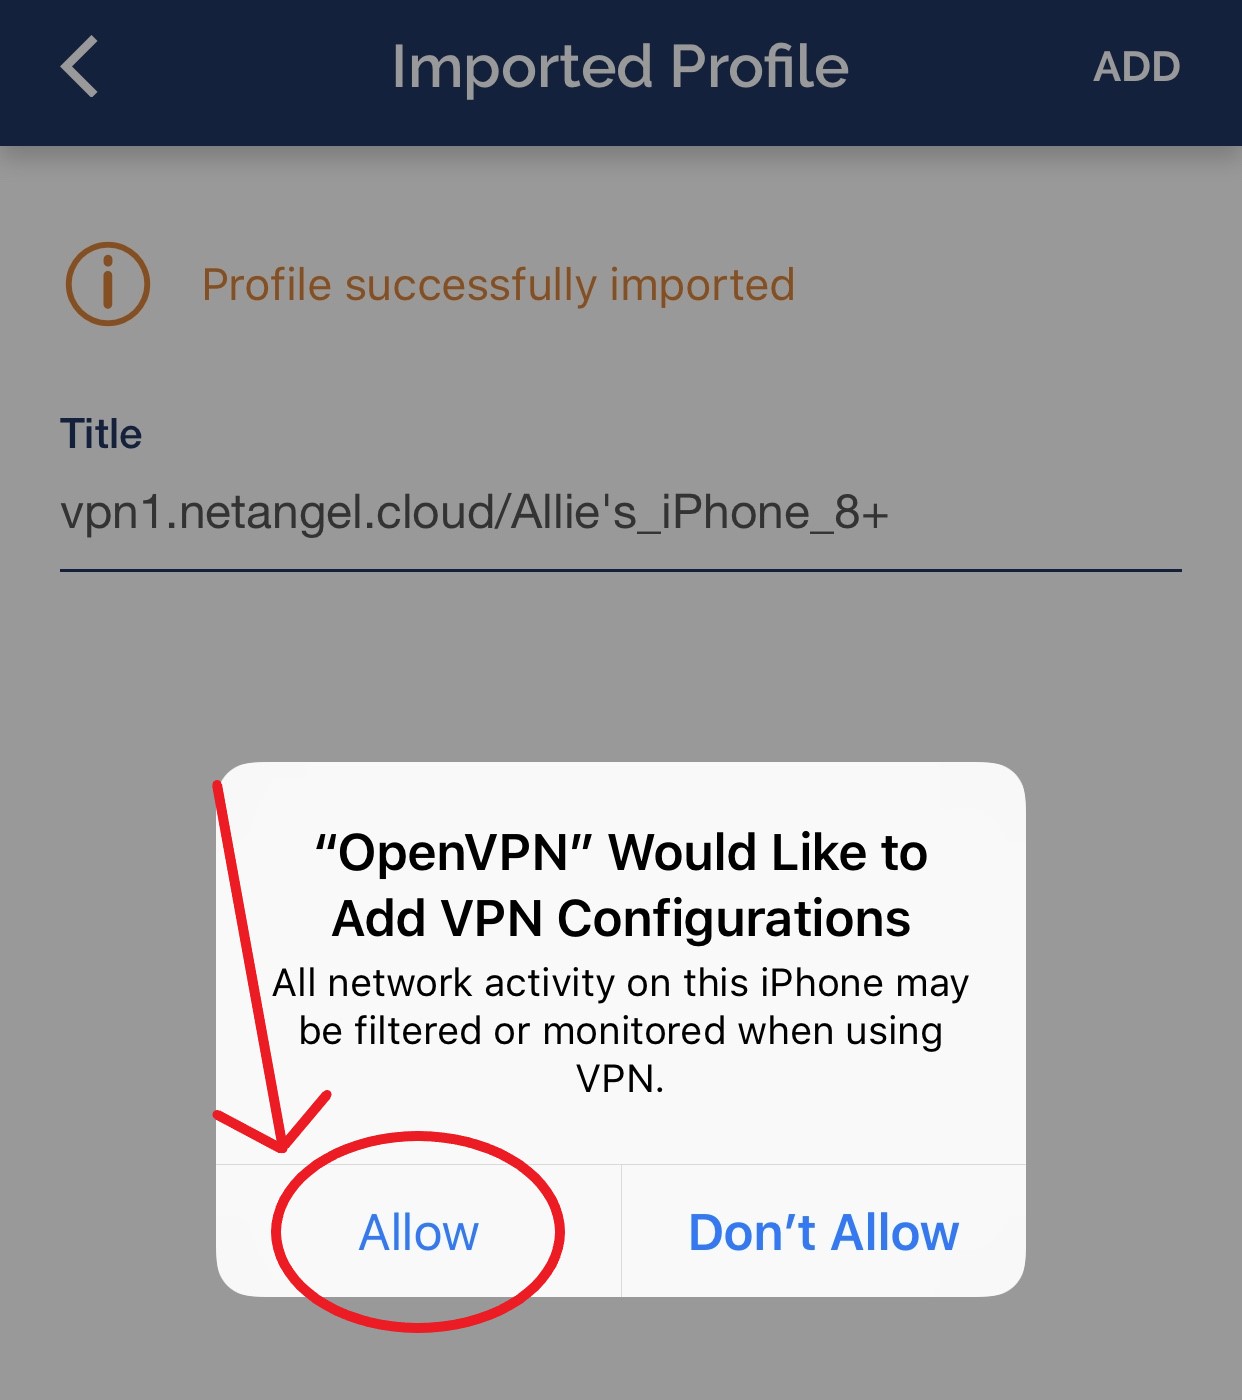 Imported Profile
ADD
Profile successfully imported
Title
vpn1.netangel.cloud/Allie's_iPhone_8+
“OpenVPN” Would Like to
Add VPN Configurations
All network activity on this iPhone may
be filtered or monitored when using
VPN.
Allow
Don’t Allow